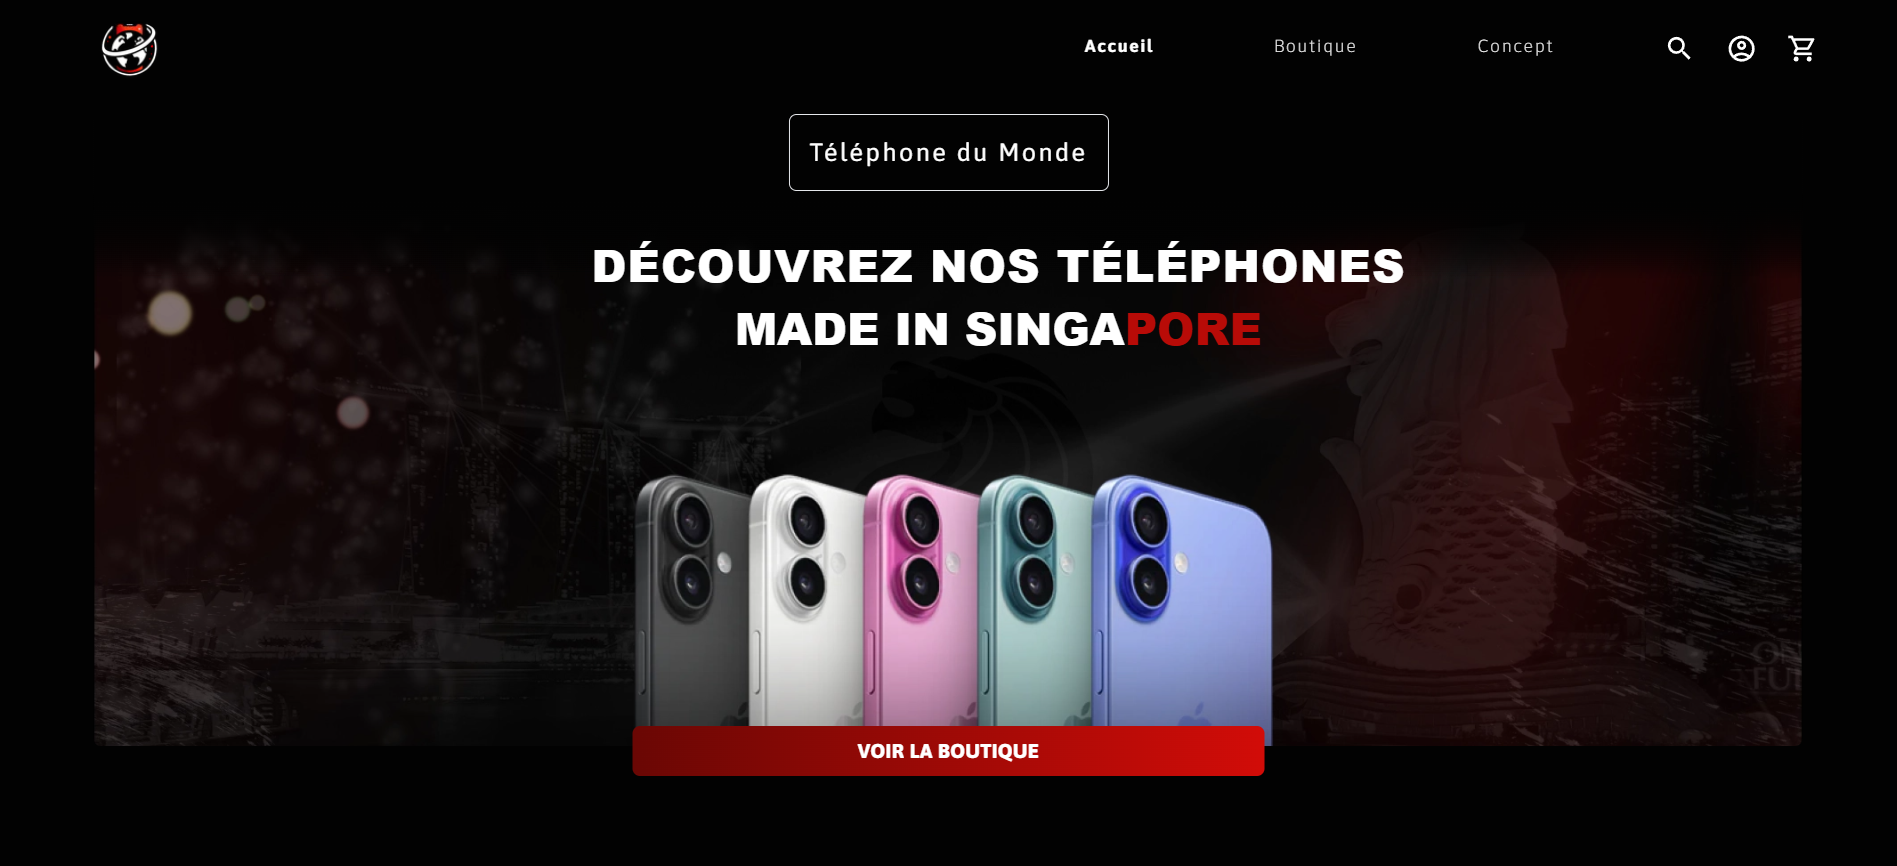 Accueil
Boutique
Concept
Téléphone du Monde
DÉCOUVREZ NOS TÉLÉPHONES
MADE IN SINGAPORE
VOIR LA BOUTIQUE